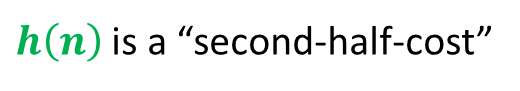 h(n) is a “second-half-cost”